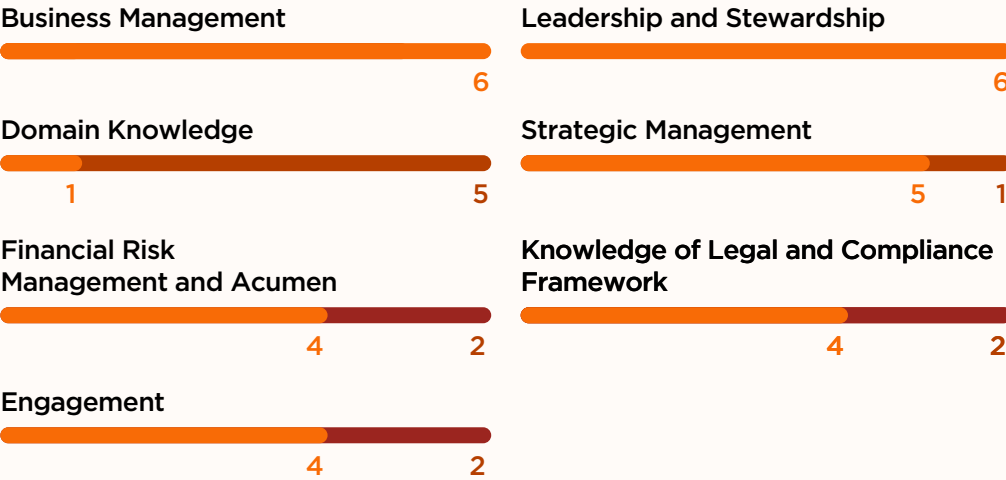 Business Management
6
Leadership and Stewardship
6
Domain Knowledge
1 5
Strategic Management
5 1
Financial Risk
Management and Acumen
4 2
Knowledge of Legal and Compliance
Framework
4 2
Engagement
4 2